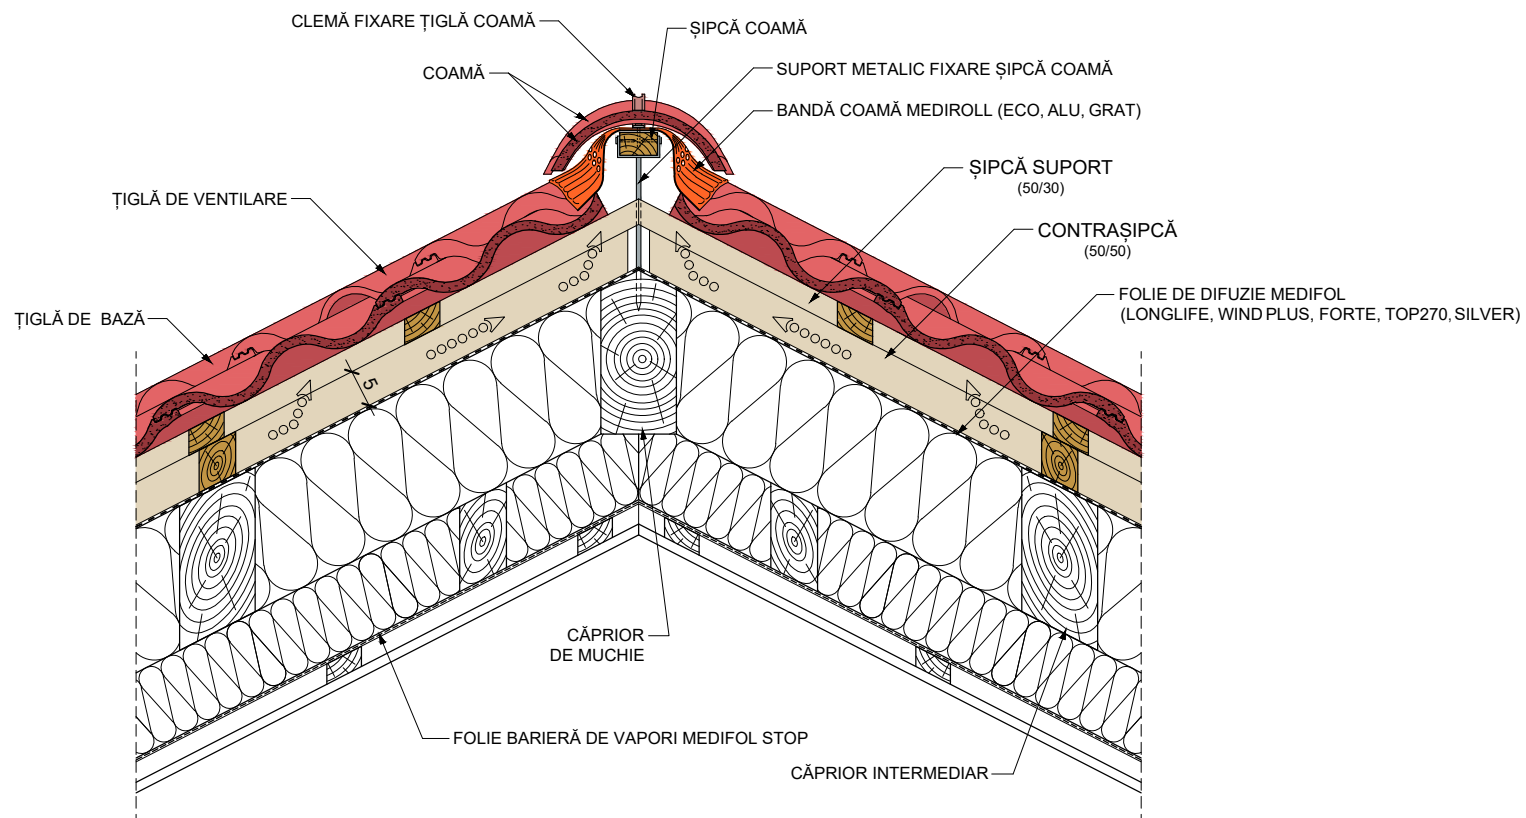 CLEMĂ FIXARE ȚIGLĂ COAMĂ
ȘIPCĂ COAMĂ
COAMĂ
SUPORT METALIC FIXARE ȘIPCĂ COAMĂ
BANDĂ COAMĂ MEDIROLL (ECO, ALU, GRAT)
ȘIPCĂ SUPORT
(50/30)
ȚIGLĂ DE VENTILARE
CONTRAȘIPCĂ
(50/50)
FOLIE DE DIFUZIE MEDIFOL
(LONGLIFE, WIND PLUS, FORTE, TOP270, SILVER)
ȚIGLĂ DE BAZĂ
5
CĂPRIOR
DE MUCHIE
FOLIE BARIERĂ DE VAPORI MEDIFOL STOP
CĂPRIOR INTERMEDIAR